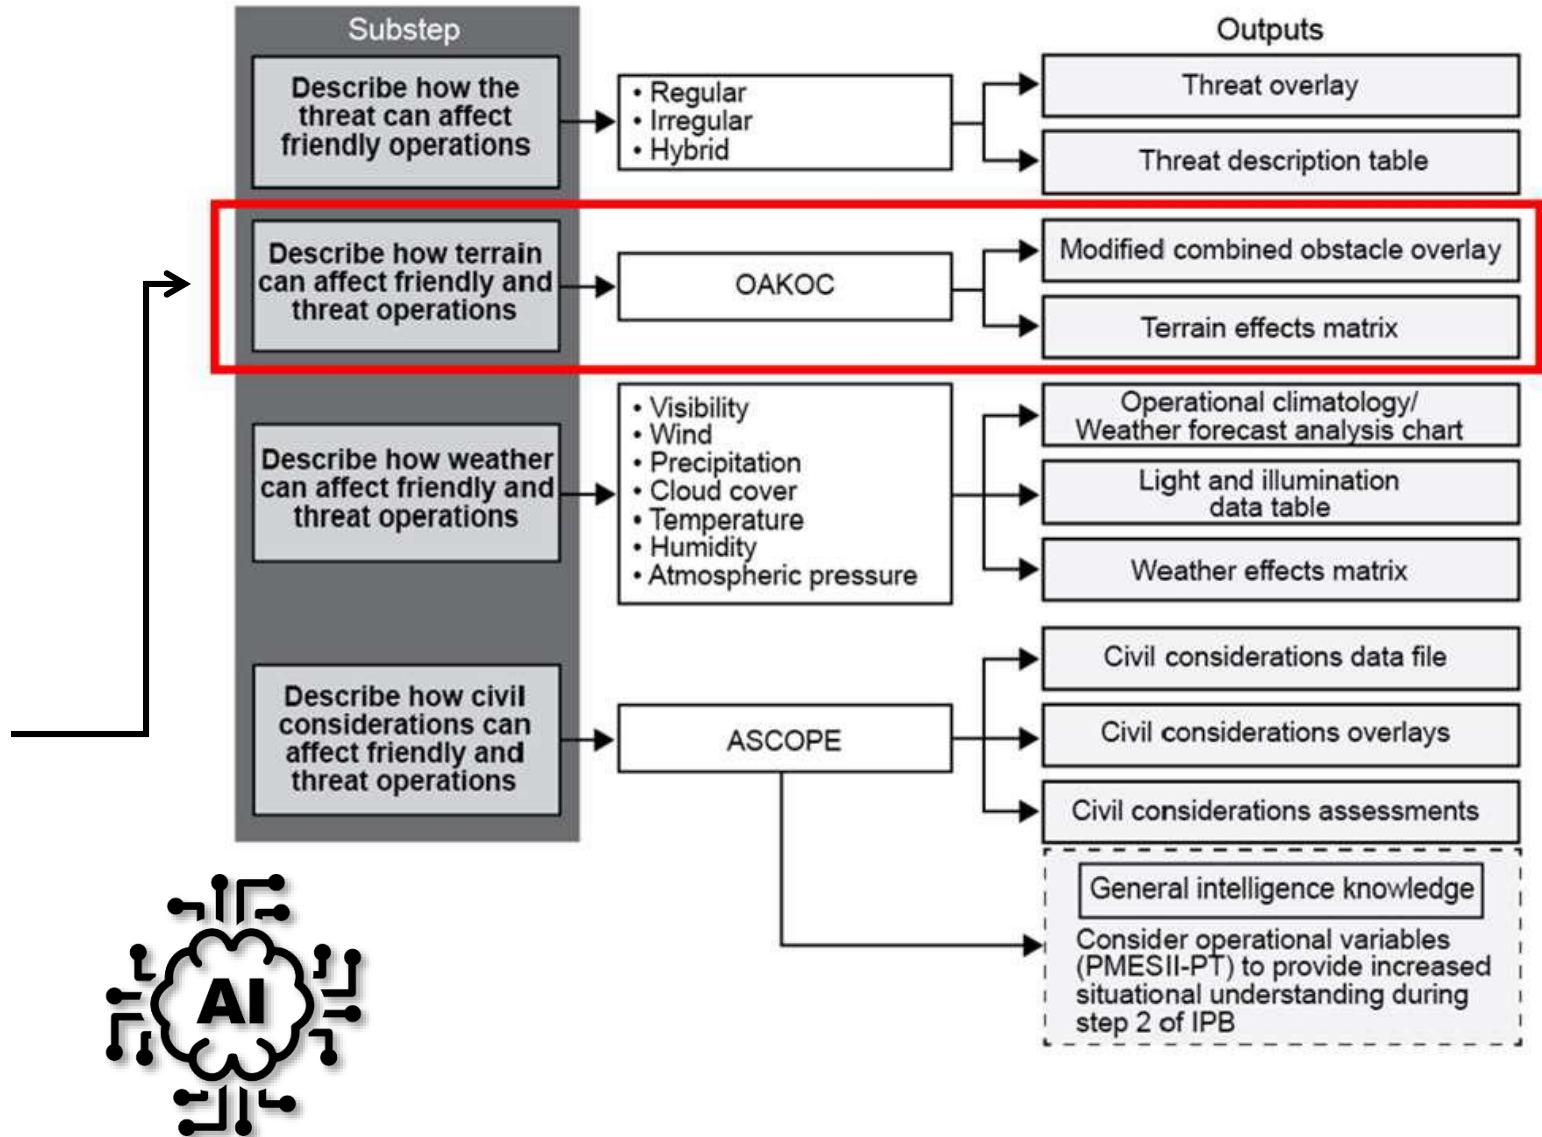 Substep
Outputs
Describe how the
threat can affect
friendly operations
• Regular
• Irregular
• Hybrid
Threat overlay
Threat description table
Describe how terrain
can affect friendly and
threat operations
OAKOC
Modified combined obstacle overlay
Terrain effects matrix
Describe how weather
can affect friendly and
threat operations
• Visibility
• Wind
• Precipitation
• Cloud cover
• Temperature
• Humidity
• Atmospheric pressure
Operational climatology/
Weather forecast analysis chart
Light and illumination
data table
Weather effects matrix
Describe how civil
considerations can
affect friendly and
threat operations
ASCOPE
Civil considerations data file
Civil considerations overlays
Civil considerations assessments
General intelligence knowledge
Consider operational variables
(PMESII-PT) to provide increased
situational understanding during
step 2 of IPB
AI